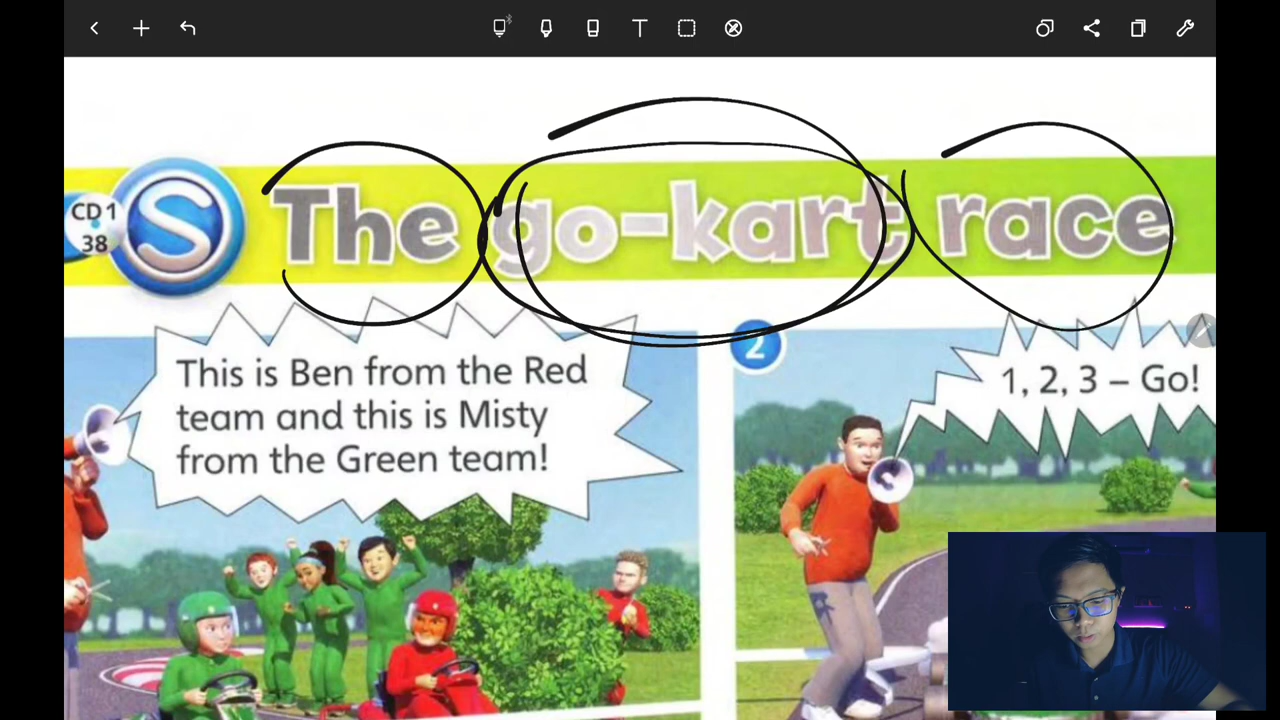 CD 1
38
S
The go-kart race
This is Ben from the Red
team and this is Misty
from the Green team!
2
1, 2, 3 – Go!